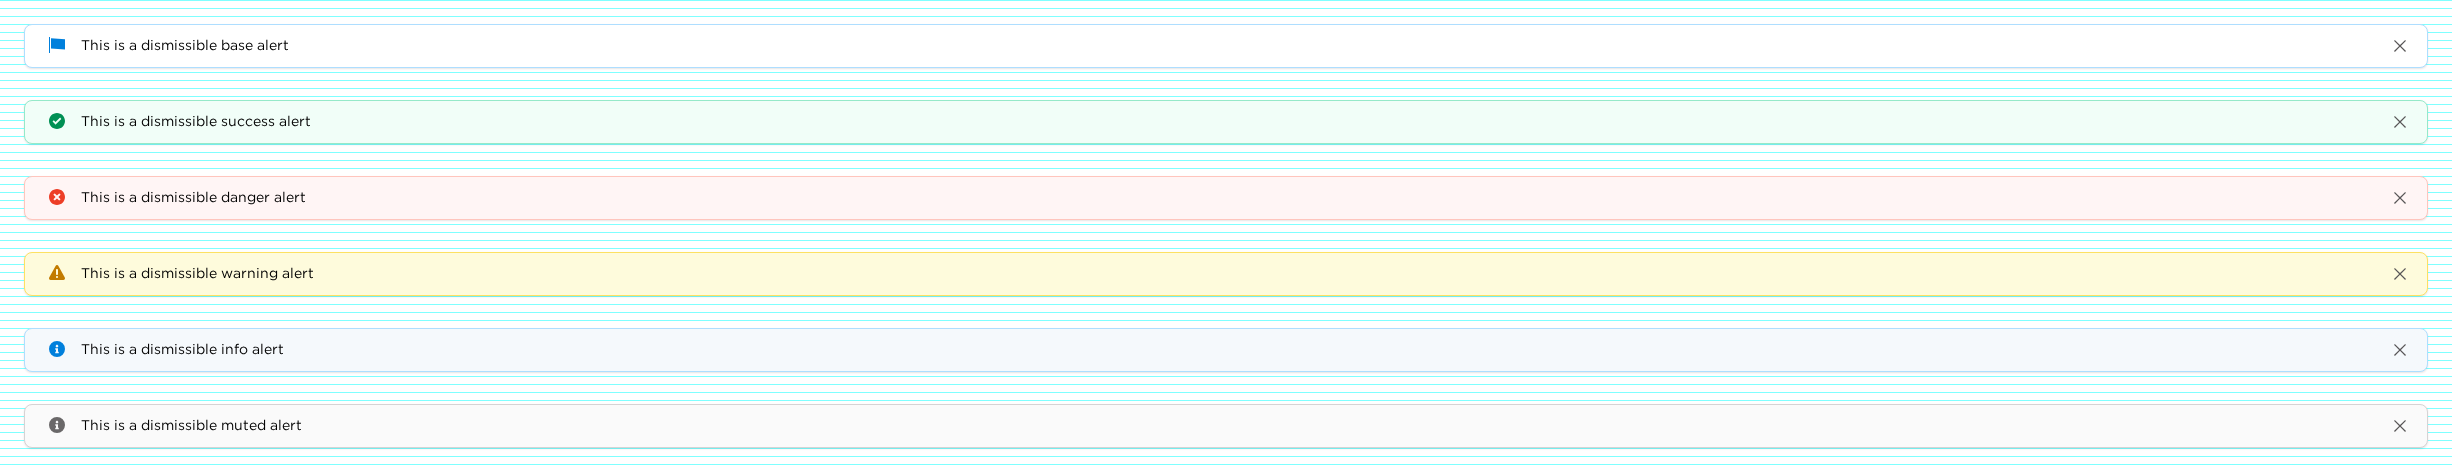 This is a dismissible base alert
This is a dismissible success alert
This is a dismissible danger alert
This is a dismissible warning alert
This is a dismissible info alert
This is a dismissible muted alert